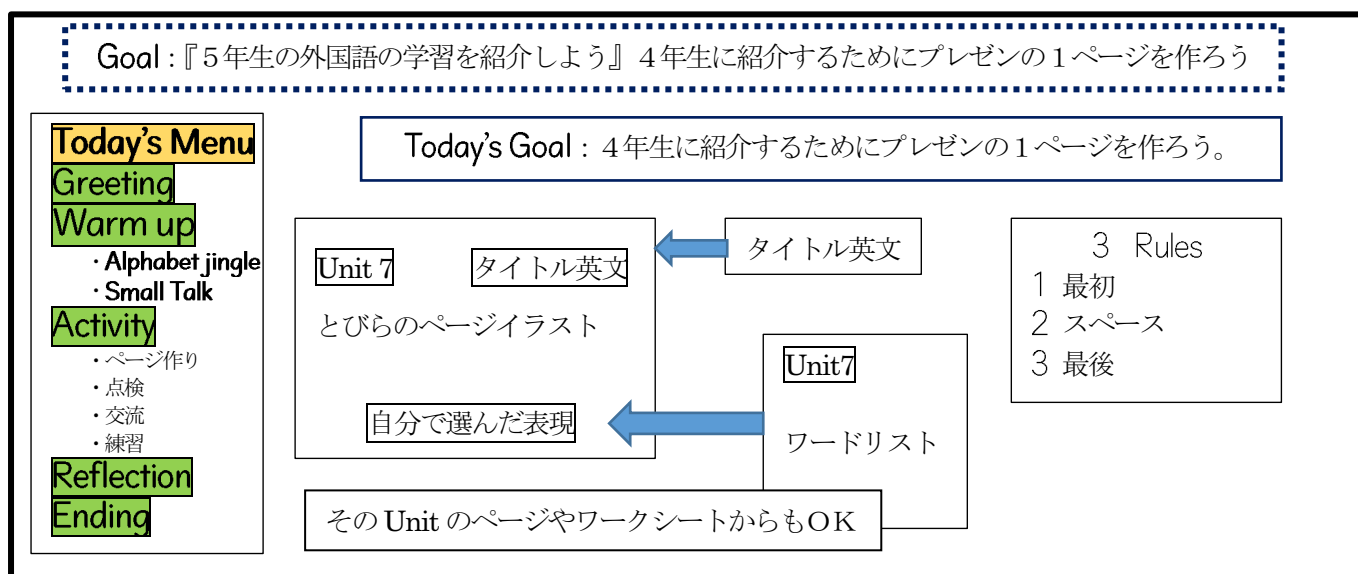 Goal：『５年生の外国語の学習を紹介しよう』４年生に紹介するためにプレゼンの１ページを作ろう
Today's Menu
Greeting
Warm up
・Alphabet jingle
・Small Talk
Activity
・ページ作り
・点検
・交流
・練習
Reflection
Ending
Today's Goal：４年生に紹介するためにプレゼンの１ページを作ろう。
Unit 7 タイトル英文
とびらのページイラスト
自分で選んだ表現
タイトル英文
Unit7
ワードリスト
その Unit のページやワークシートからもＯＫ
3 Rules
1 最初
2 スペース
3 最後